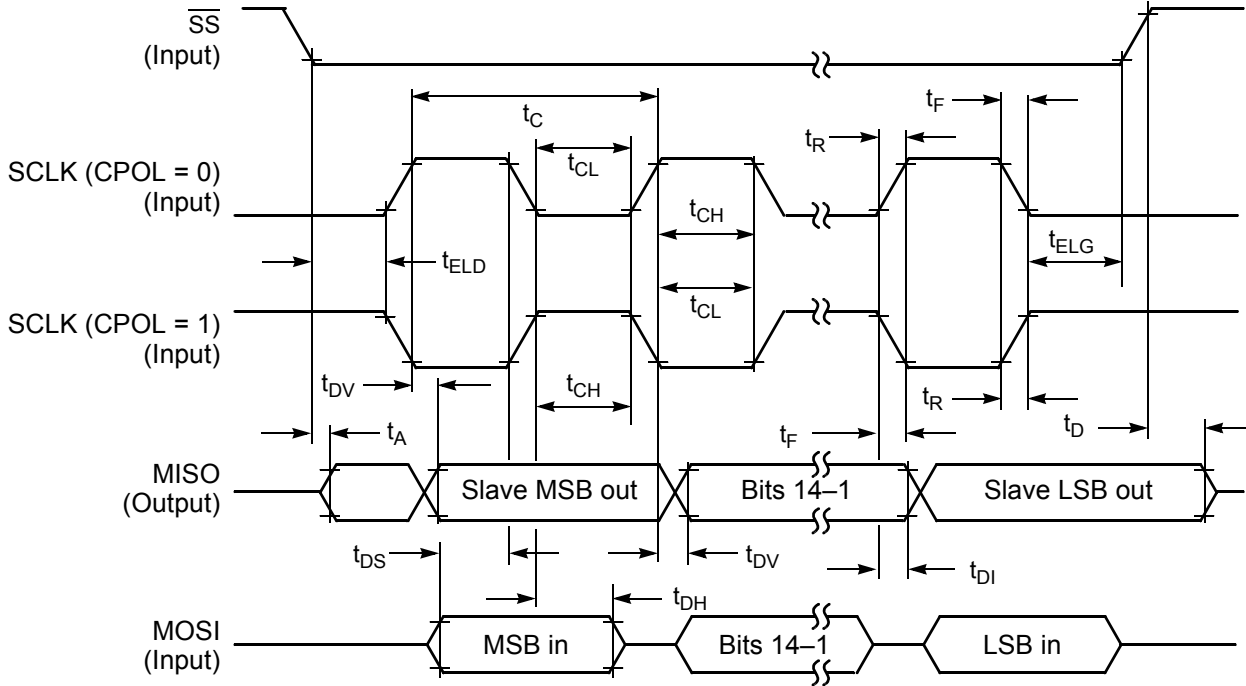 SS
(Input)
t_C
t_F
t_R
SCLK (CPOL = 0)
(Input)
t_CL
t_CH
t_ELD
t_ELG
t_CL
SCLK (CPOL = 1)
(Input)
t_DV
t_CH
t_R
t_A
t_F
t_D
MISO
(Output)
Slave MSB out
Bits 14–1
Slave LSB out
t_DS
t_DV
t_DI
t_DH
MOSI
(Input)
MSB in
Bits 14–1
LSB in